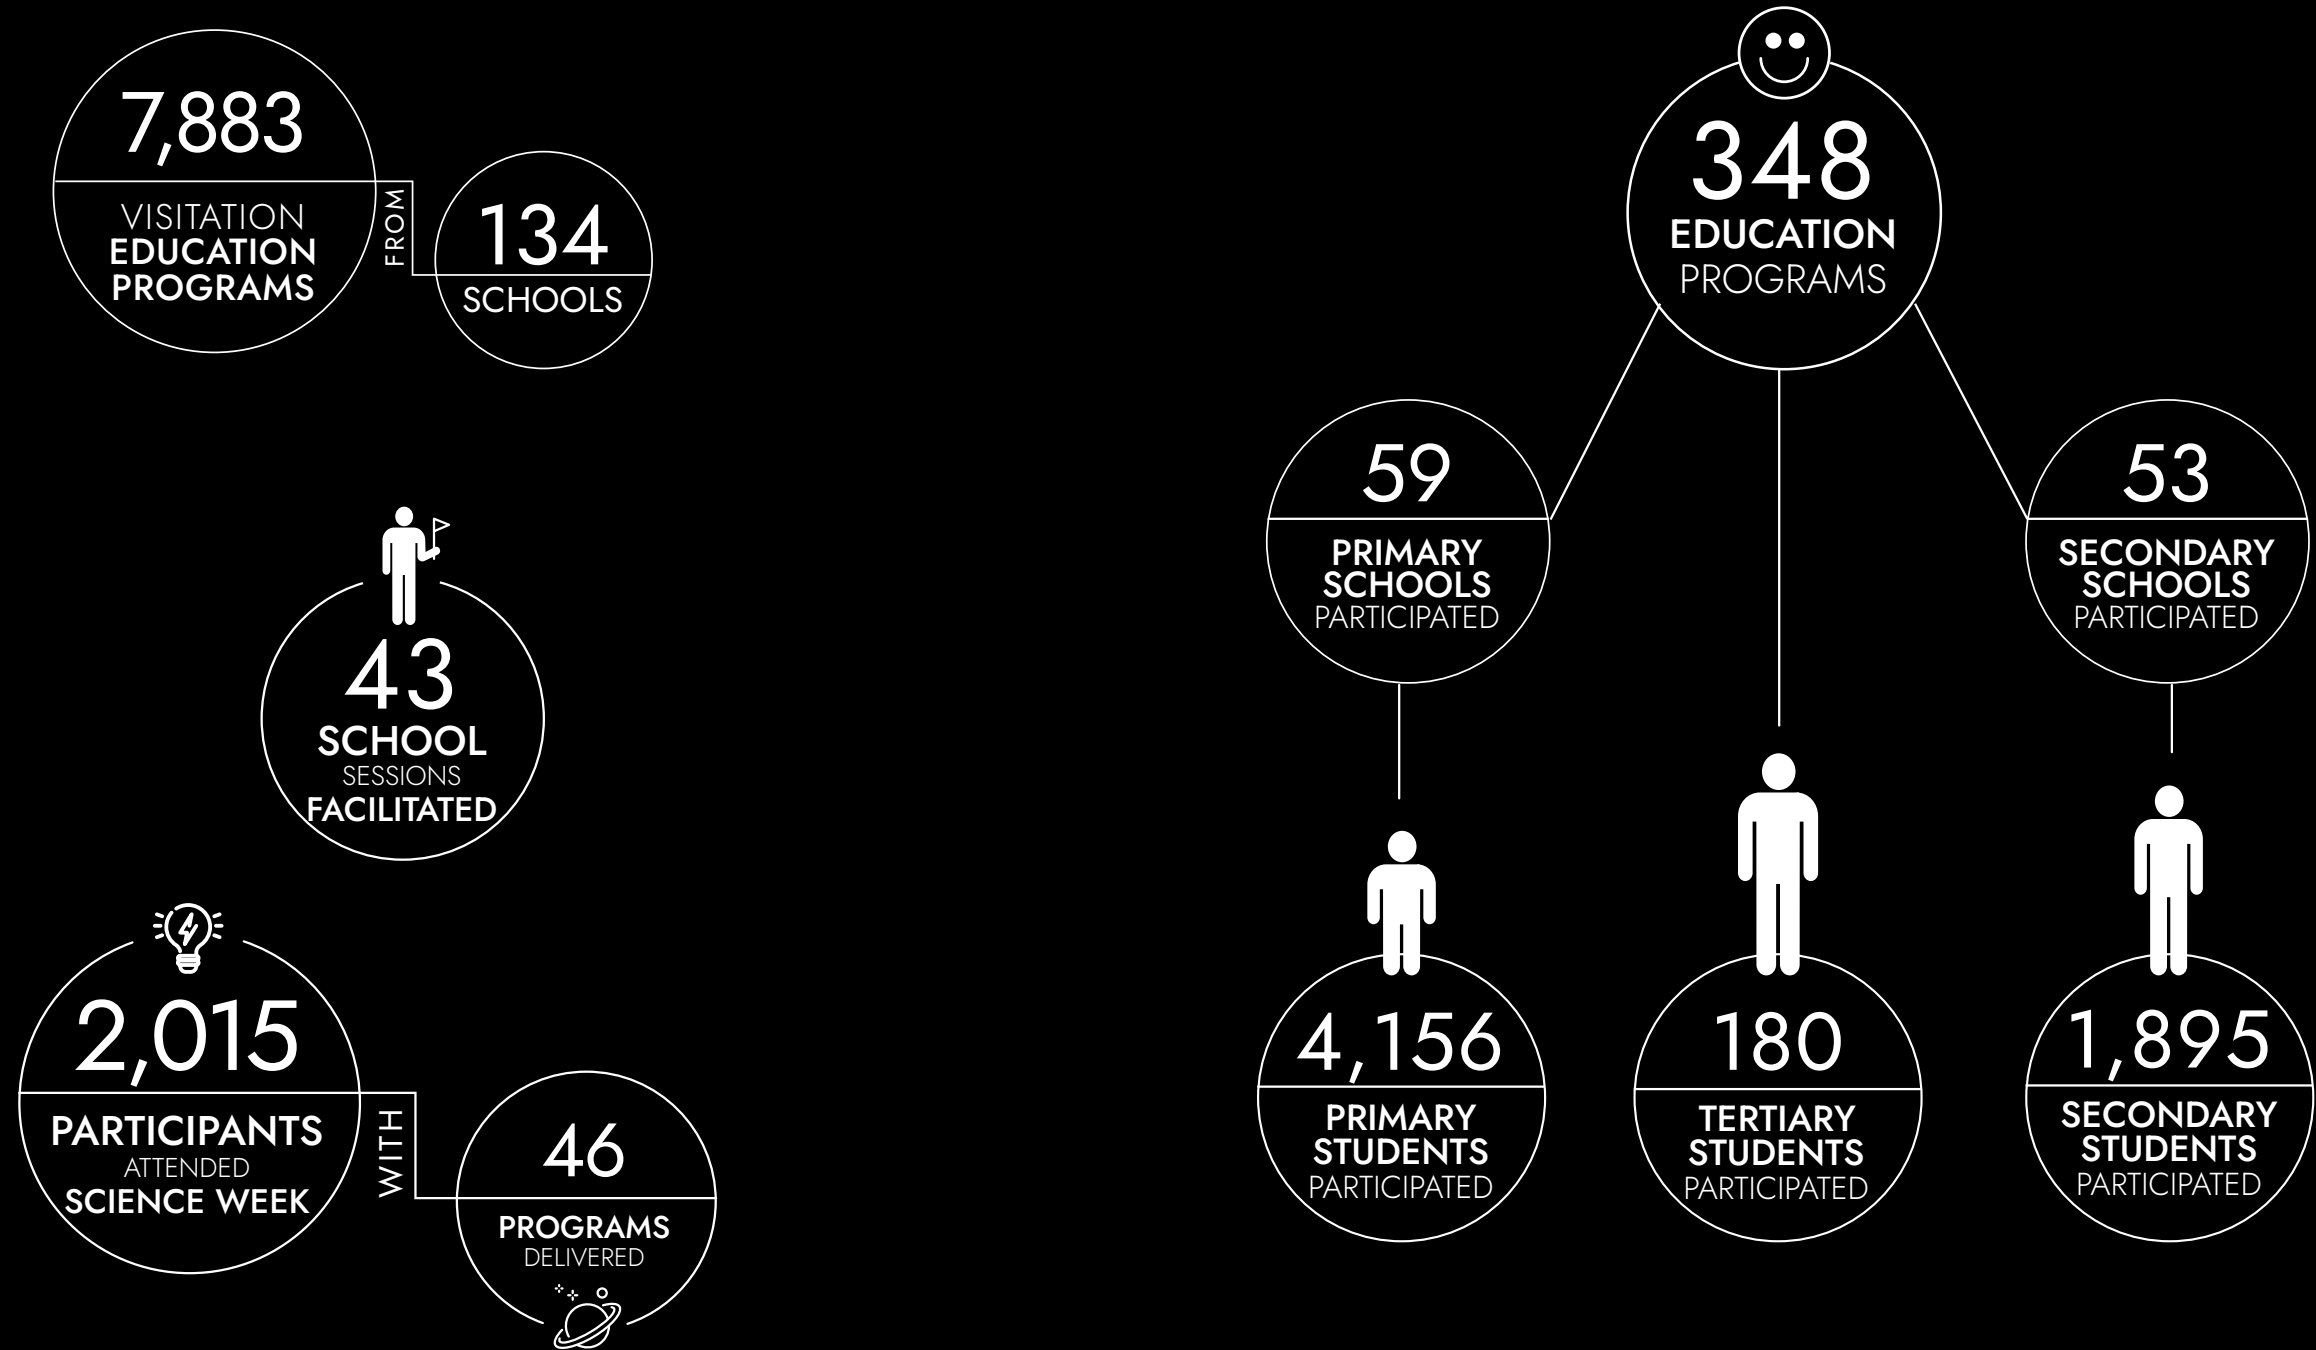 7,883
VISITATION
EDUCATION
PROGRAMS
FROM
134
SCHOOLS
43
SCHOOL
SESSIONS
FACILITATED
2,015
PARTICIPANTS
ATTENDED
SCIENCE WEEK
WITH
46
PROGRAMS
DELIVERED
348
EDUCATION
PROGRAMS
59
PRIMARY
SCHOOLS
PARTICIPATED
53
SECONDARY
SCHOOLS
PARTICIPATED
4,156
PRIMARY
STUDENTS
PARTICIPATED
180
TERTIARY
STUDENTS
PARTICIPATED
1,895
SECONDARY
STUDENTS
PARTICIPATED